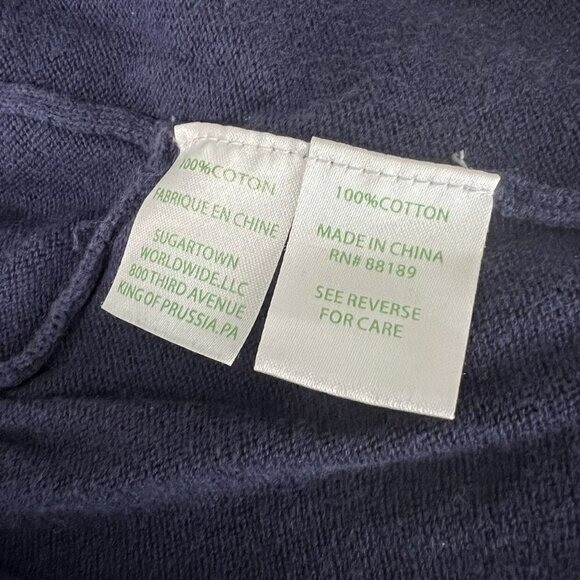 100%COTON
FABRIQUE EN CHINE
SUGARTOWN
WORLDWIDE,LLC
800 THIRD AVENUE
KING OF PRUSSIA.PA
100%COTTON
MADE IN CHINA
RN# 88189
SEE REVERSE
FOR CARE